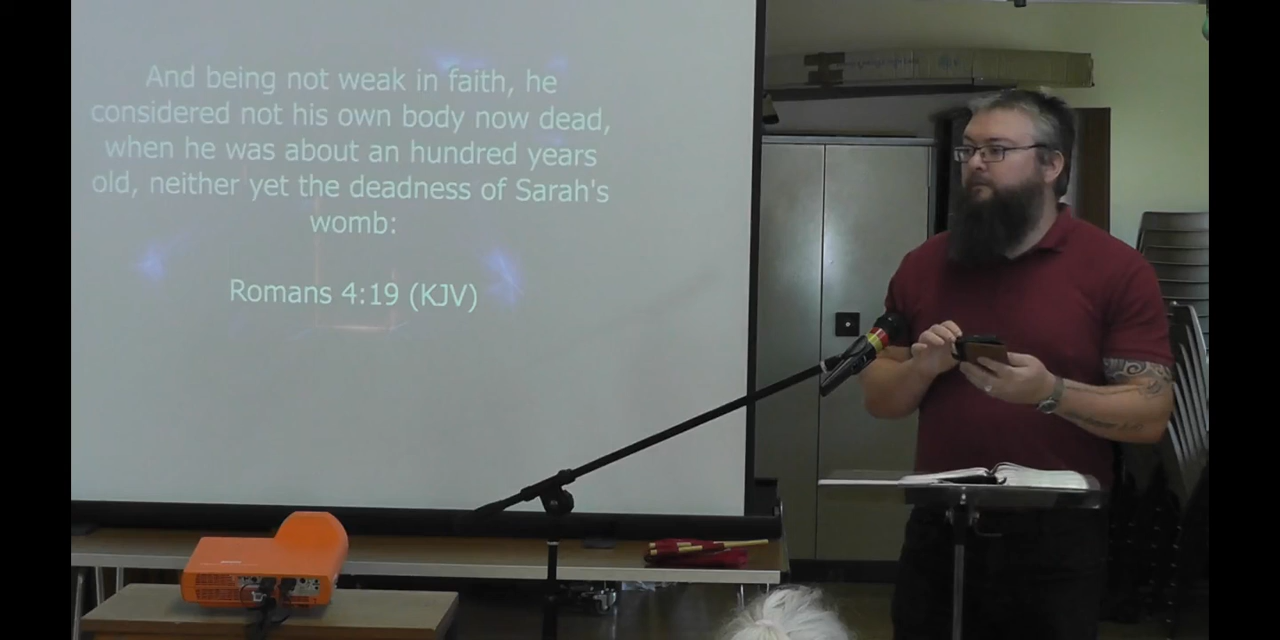 And being not weak in faith, he
considered not his own body now dead,
when he was about an hundred years
old, neither yet the deadness of Sarah's
womb:
Romans 4:19 (KJV)